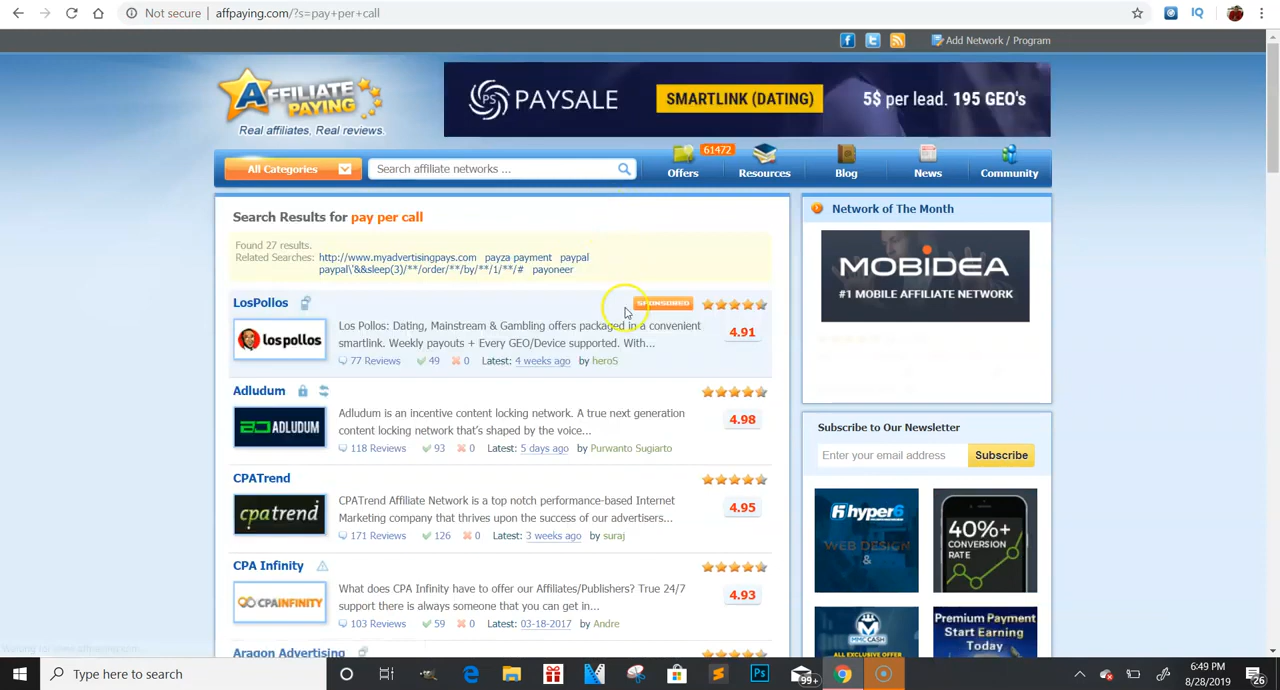 Not secure
affpaying.com/?s=pay+per+call
IQ
Add Network / Program
AFFILIATE
PAYING
Real affiliates, Real reviews.
PS PAYSALE
SMARTLINK (DATING)
5$ per lead. 195 GEO's
All Categories
Search affiliate networks ...
Offers
61472
Resources
Blog
News
Community
Search Results for pay per call
Found 27 results.
Related Searches: http://www.myadvertisingpays.com payza payment paypal
paypal\'&&sleep(3)/**/order/**/by/**/1/**/# payoneer
LosPollos
SPONSORED
los pollos
Los Pollos: Dating, Mainstream & Gambling offers packaged in a convenient
smartlink. Weekly payouts + Every GEO/Device supported. With...
4.91
77 Reviews 49 0 Latest: 4 weeks ago by hero5
Adludum
ADLUDUM
Adludum is an incentive content locking network. A true next generation
content locking network that's shaped by the voice...
4.98
118 Reviews 93 0 Latest: 5 days ago by Purwanto Sugiarto
CPATrend
cpatrend
CPATrend Affiliate Network is a top notch performance-based Internet
Marketing company that thrives upon the success of our advertisers...
4.95
171 Reviews 126 0 Latest: 3 weeks ago by suraj
CPA Infinity
CPAINFINITY
What does CPA Infinity have to offer our Affiliates/Publishers? True 24/7
support there is always someone that you can get in...
4.93
103 Reviews 59 0 Latest: 03-18-2017 by Andre
Aragon Advertising
Network of The Month
MOBIDEA
#1 MOBILE AFFILIATE NETWORK
Subscribe to Our Newsletter
Enter your email address
Subscribe
hyper6
WEB DESIGN
&
40%+
CONVERSION
RATE
MMC CASH
ALL EXCLUSIVE OFFER
Premium Payment
Start Earning
Today
Type here to search
Ps
99+
6:49 PM
8/28/2019
26